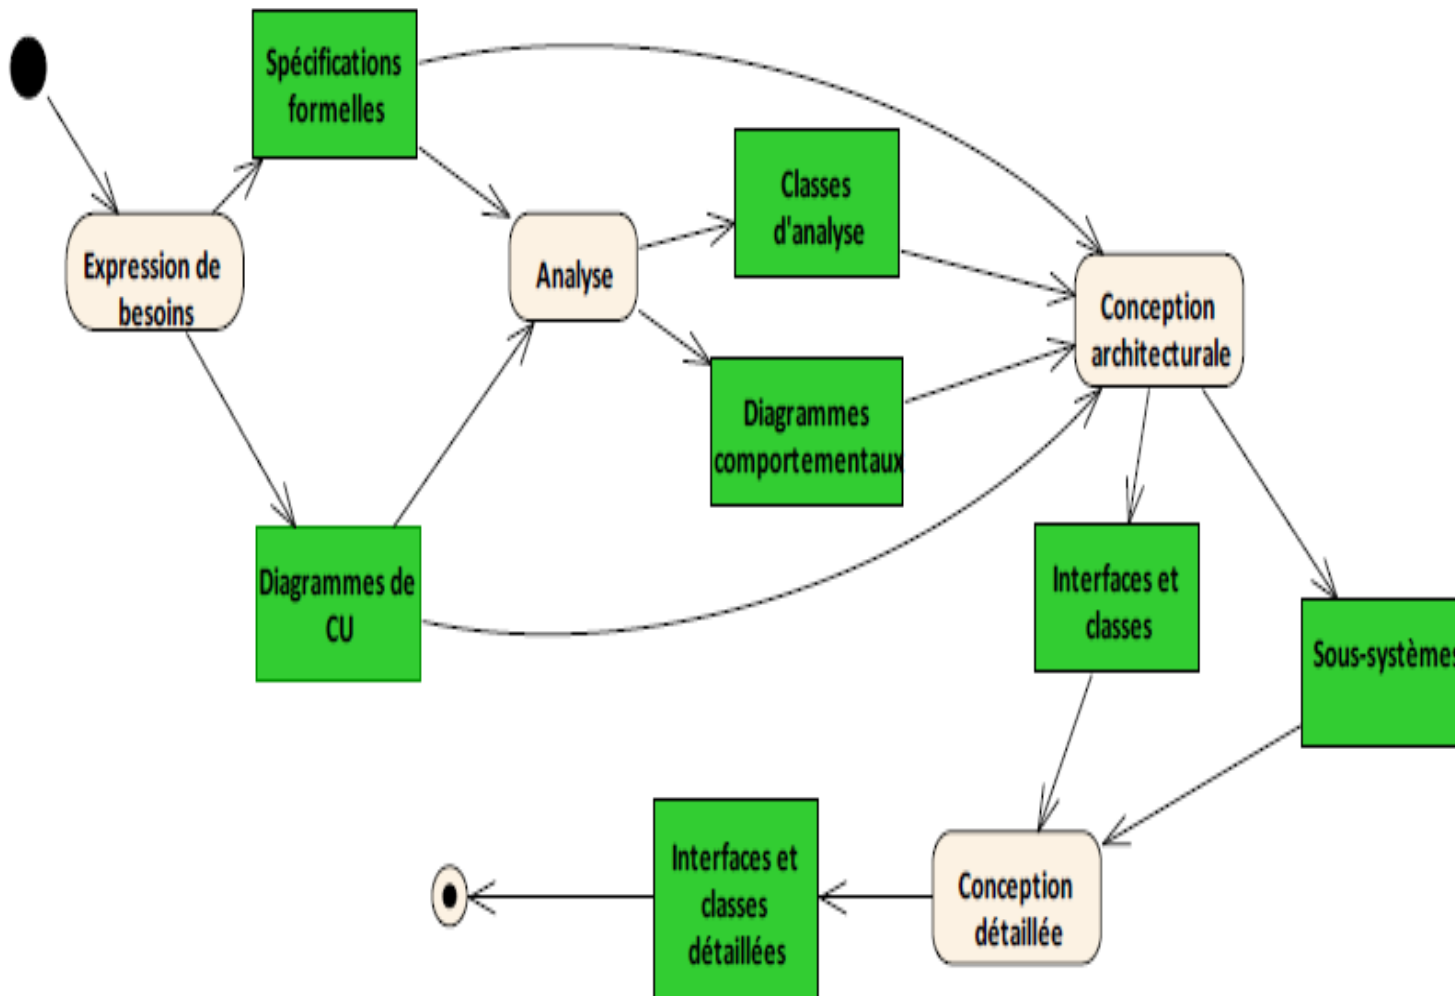 Spécifications
formelles
Expression de
besoins
Analyse
Classes
d'analyse
Diagrammes
comportementaux
Conception
architecturale
Diagrammes de
CU
Interfaces et
classes
Sous-systèmes
Interfaces et
classes
détaillées
Conception
détaillée